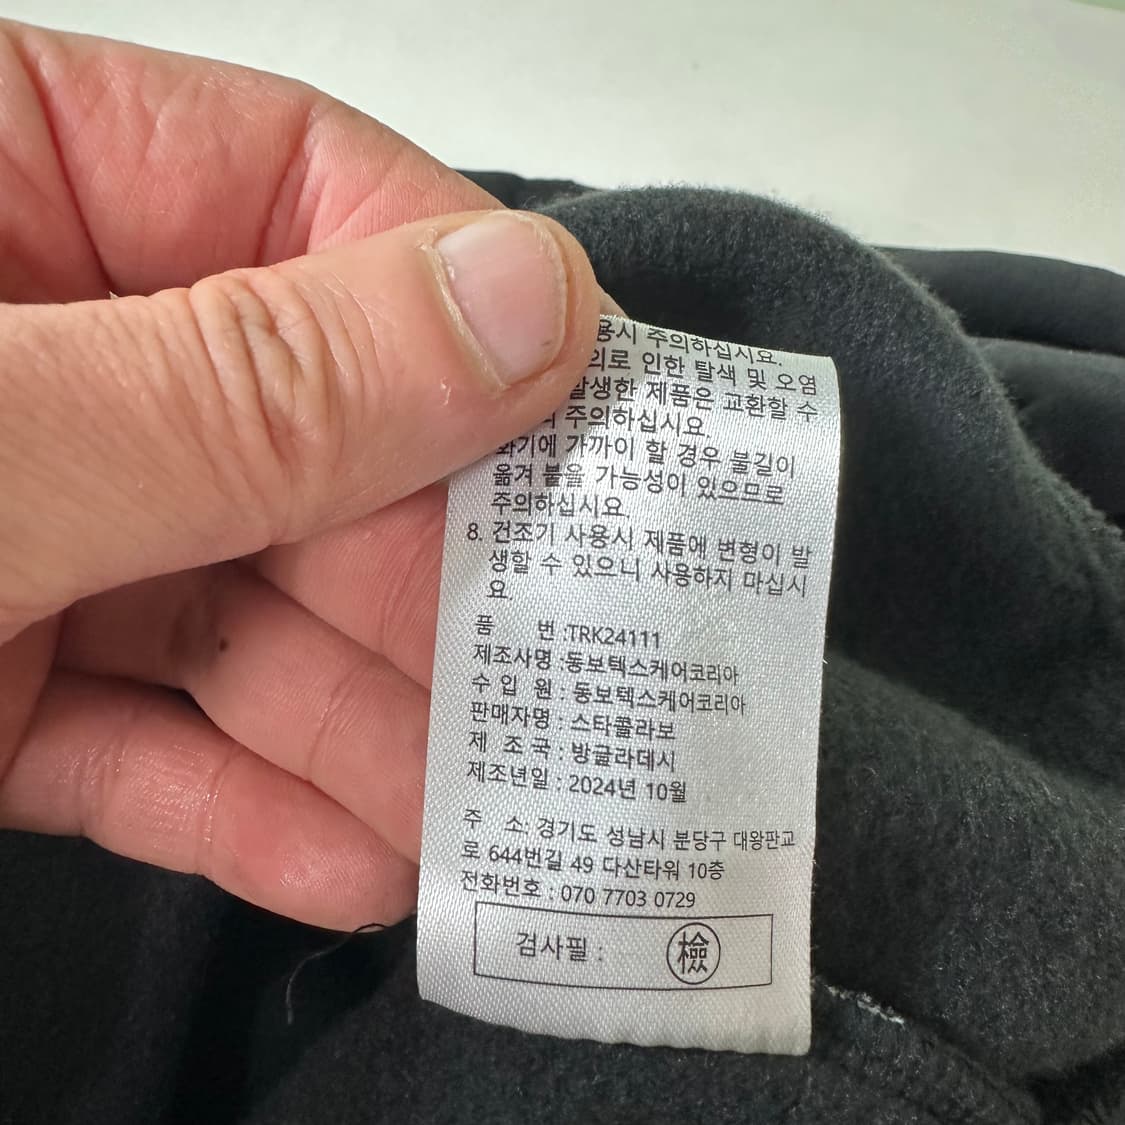 용시 주의하십시요.
의로 인한 탈색 및 오염
발생한 제품은 교환할 수
주의하십시요.
화기에 가까이 할 경우 불길이
옮겨 붙을 가능성이 있으므로
주의하십시요
8. 건조기 사용시 제품에 변형이 발
생할 수 있으니 사용하지 마십시
요.
품 번 :TRK24111
제조사명 :동보텍스케어코리아
수 입 원 : 동보텍스케어코리아
판매자명 : 스타콜라보
제 조 국 : 방글라데시
제조년일 : 2024년 10월
주 소: 경기도 성남시 분당구 대왕판교
로 644번길 49 다산타워 10층
전화번호 : 070 7703 0729
검사필 : 檢